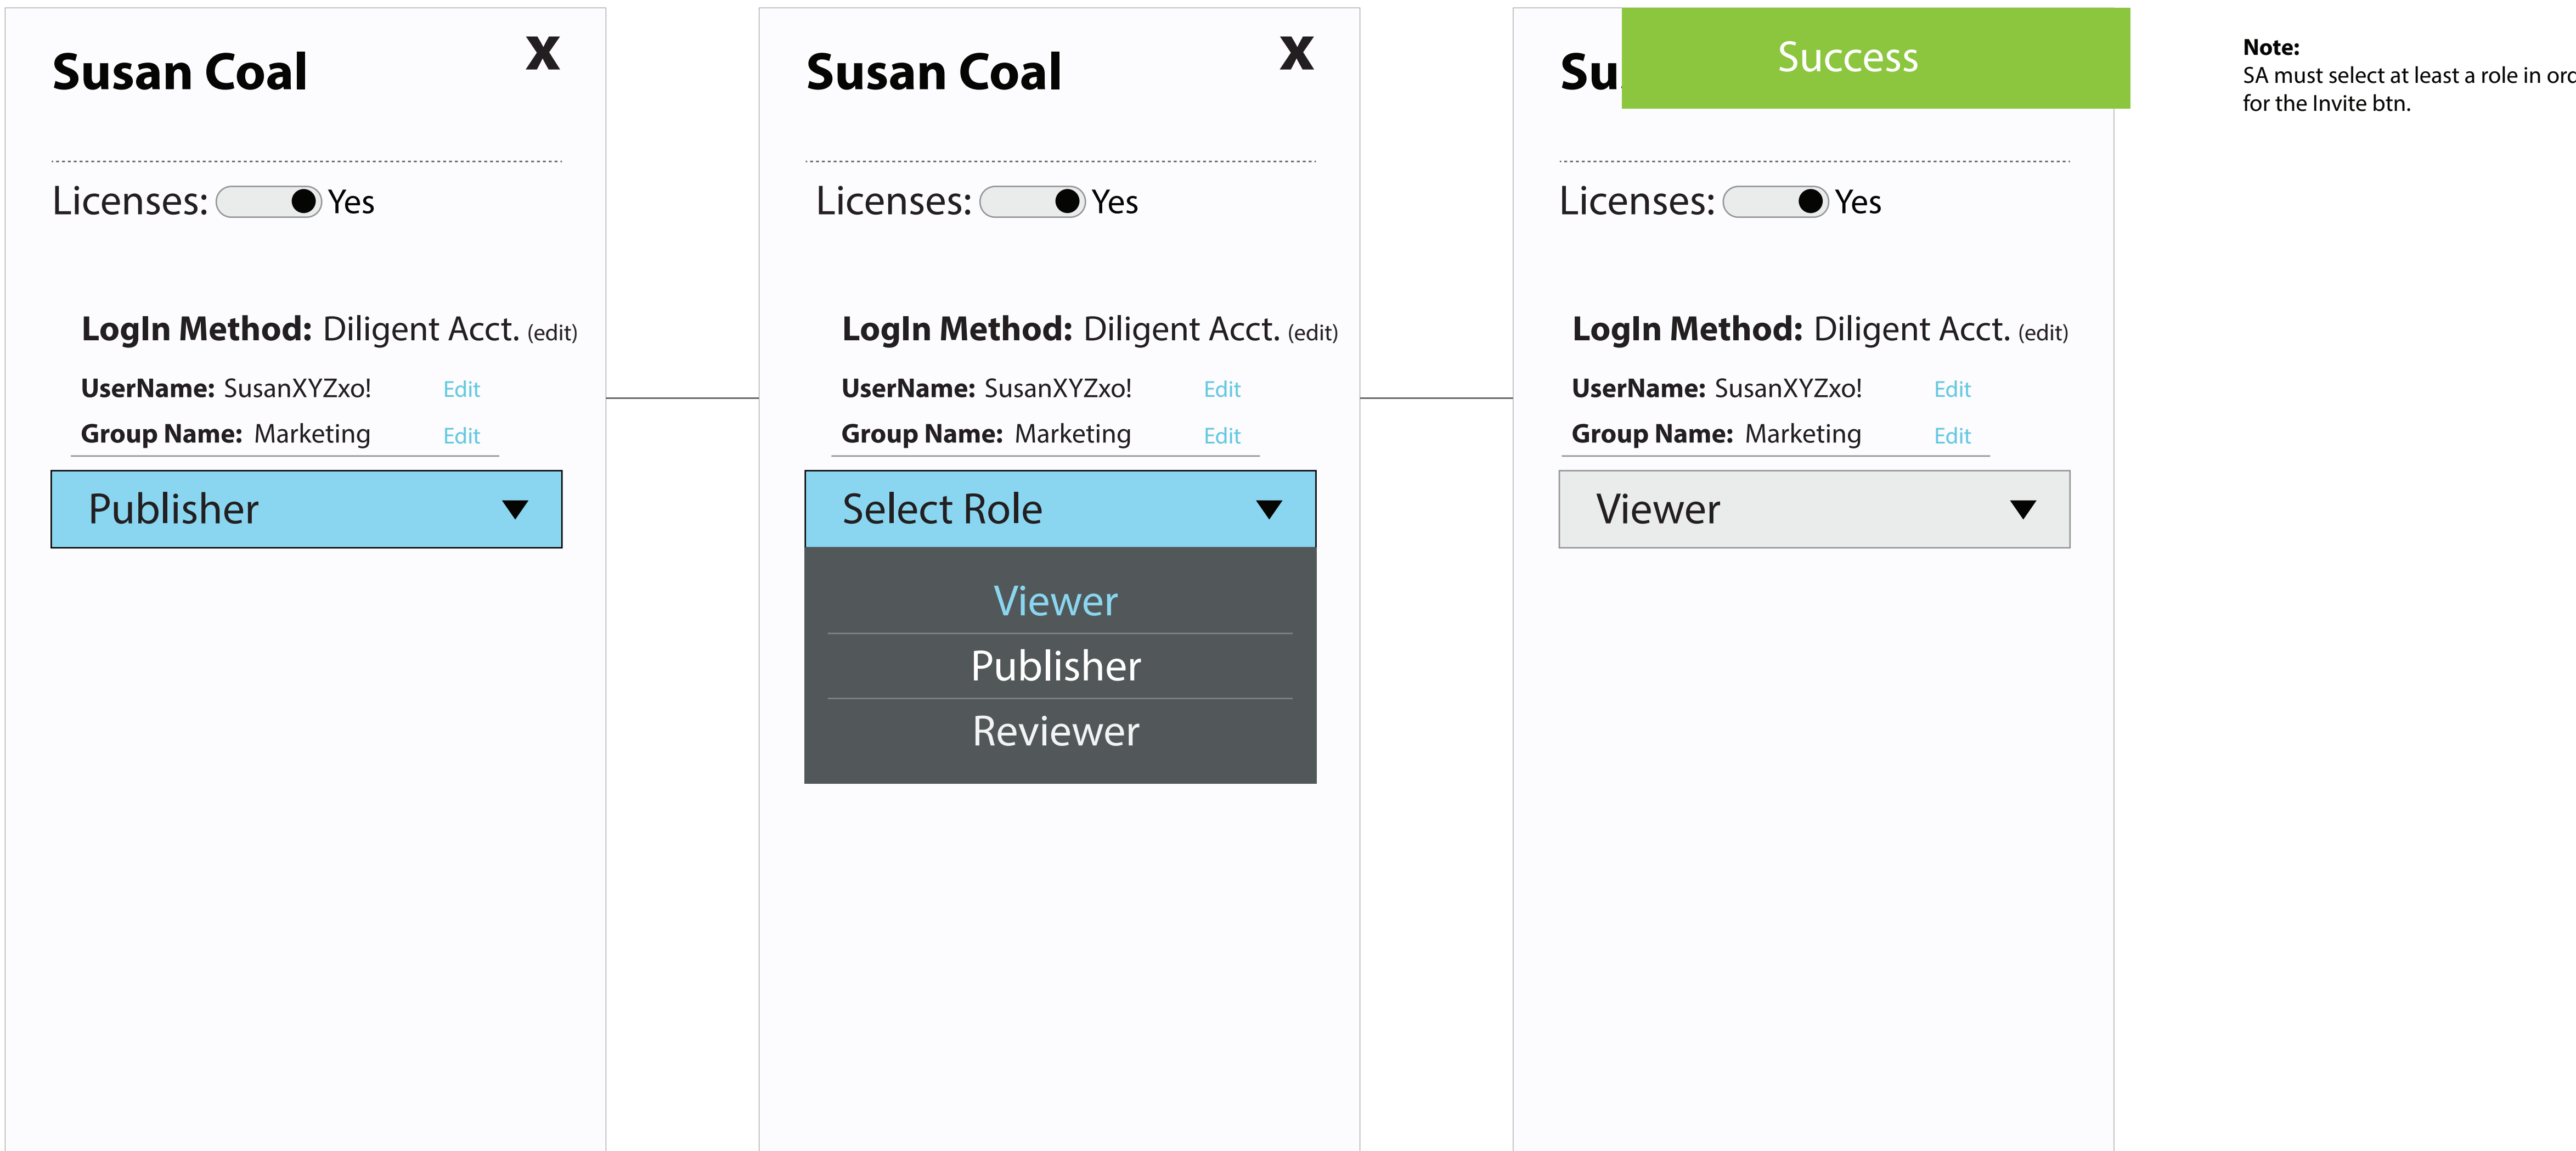 Susan Coal
X
Licenses: Yes
LogIn Method: Diligent Acct. (edit)
UserName: SusanXYZxo! Edit
Group Name: Marketing Edit
Publisher
Susan Coal
X
Licenses: Yes
LogIn Method: Diligent Acct. (edit)
UserName: SusanXYZxo! Edit
Group Name: Marketing Edit
Select Role
Viewer
Publisher
Reviewer
Success
Licenses: Yes
LogIn Method: Diligent Acct. (edit)
UserName: SusanXYZxo! Edit
Group Name: Marketing Edit
Viewer
Note:
SA must select at least a role in
for the Invite btn.